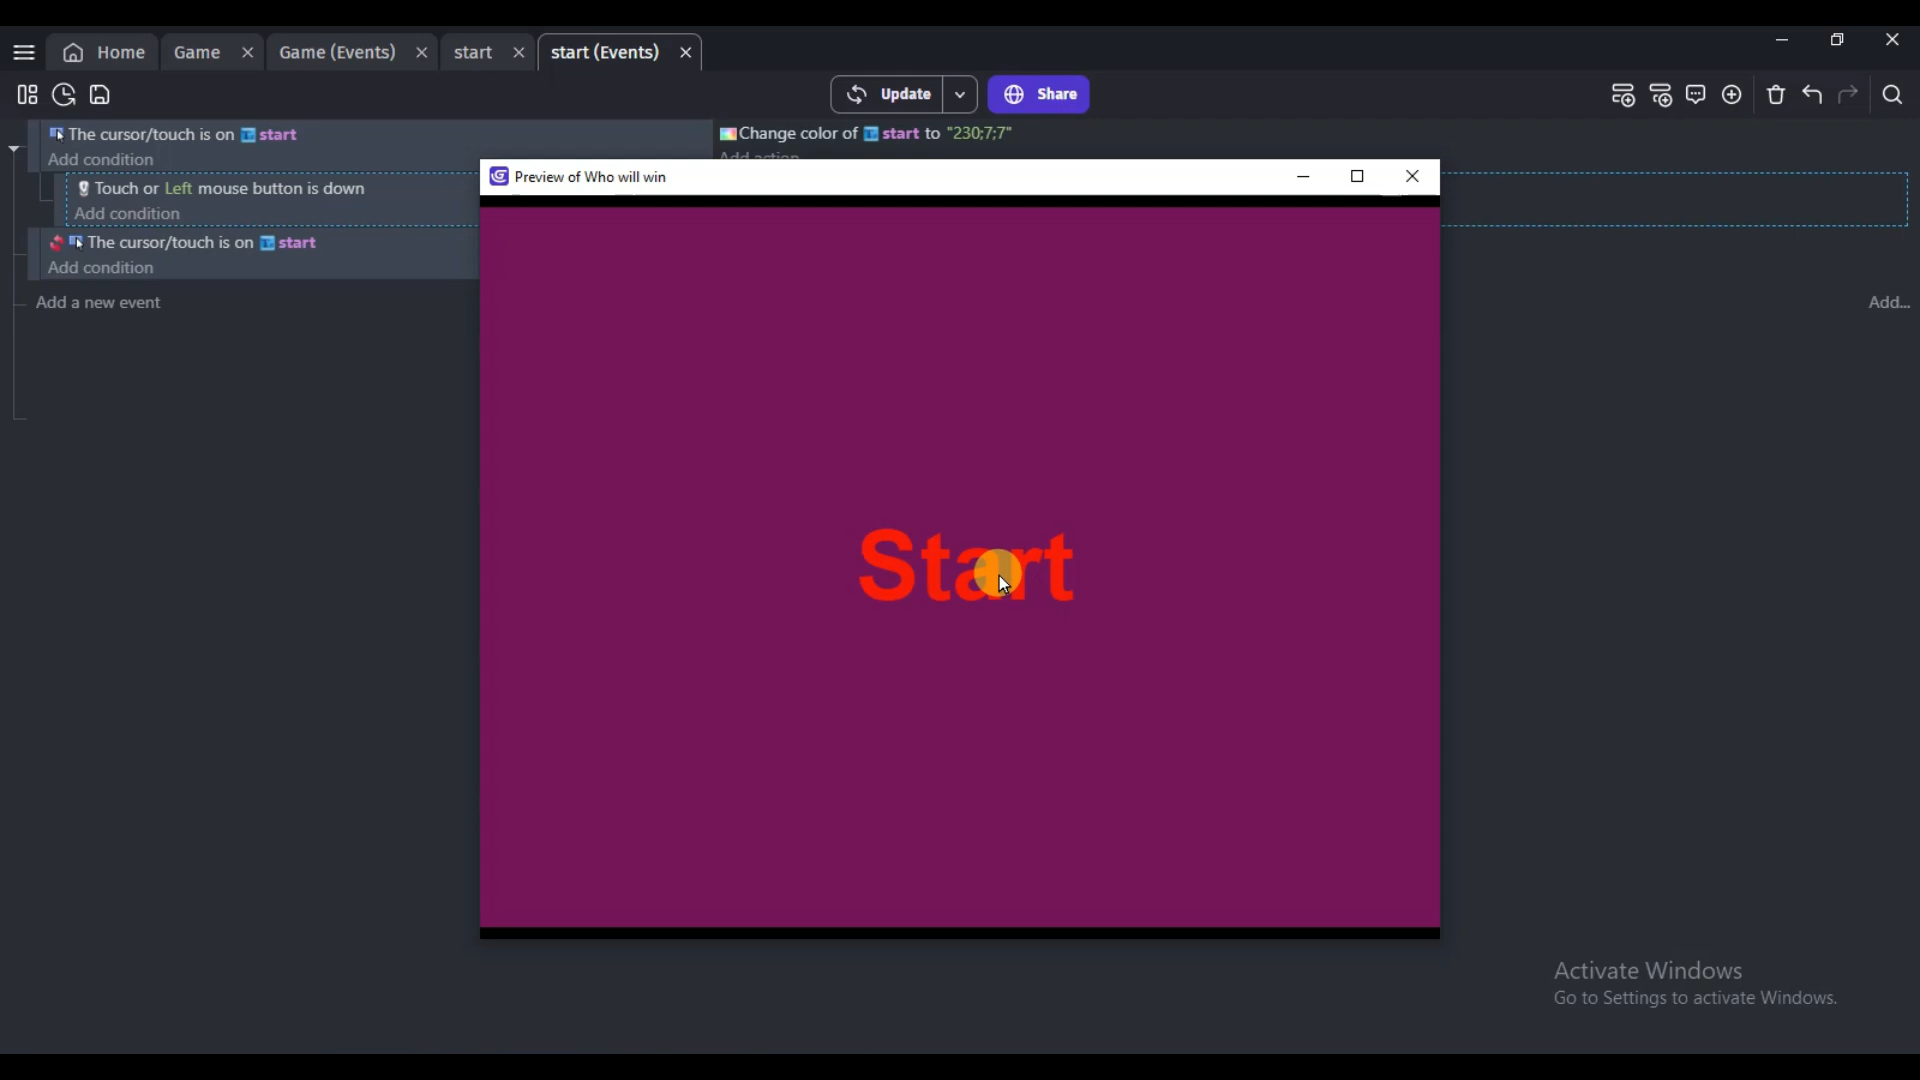 Home
Game
Game (Events)
start
start (Events)
Update
Share
The cursor/touch is on start
Change color of start to "230;7;7"
Add condition
Add action
Preview of Who will win
Touch or Left mouse button is down
Add condition
The cursor/touch is on start
Add condition
Add a new event
Add...
Start
Activate Windows
Go to Settings to activate Windows.